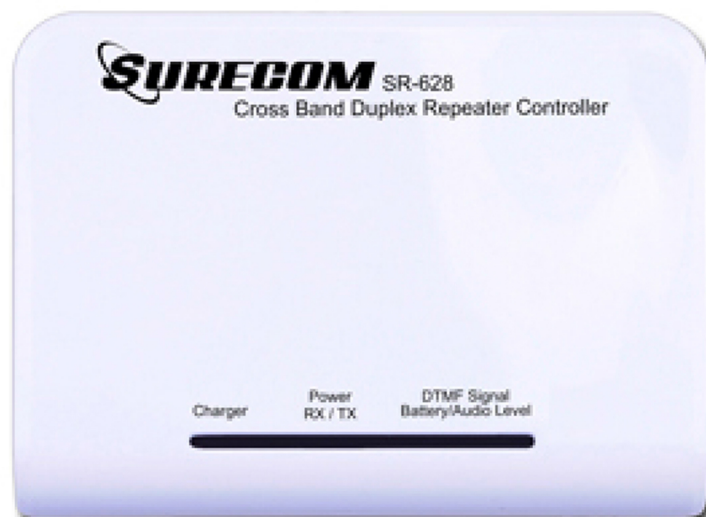 SURECOM SR-628
Cross Band Duplex Repeater Controller
Charger
Power
RX / TX
DTMF Signal
Battery/Audio Level